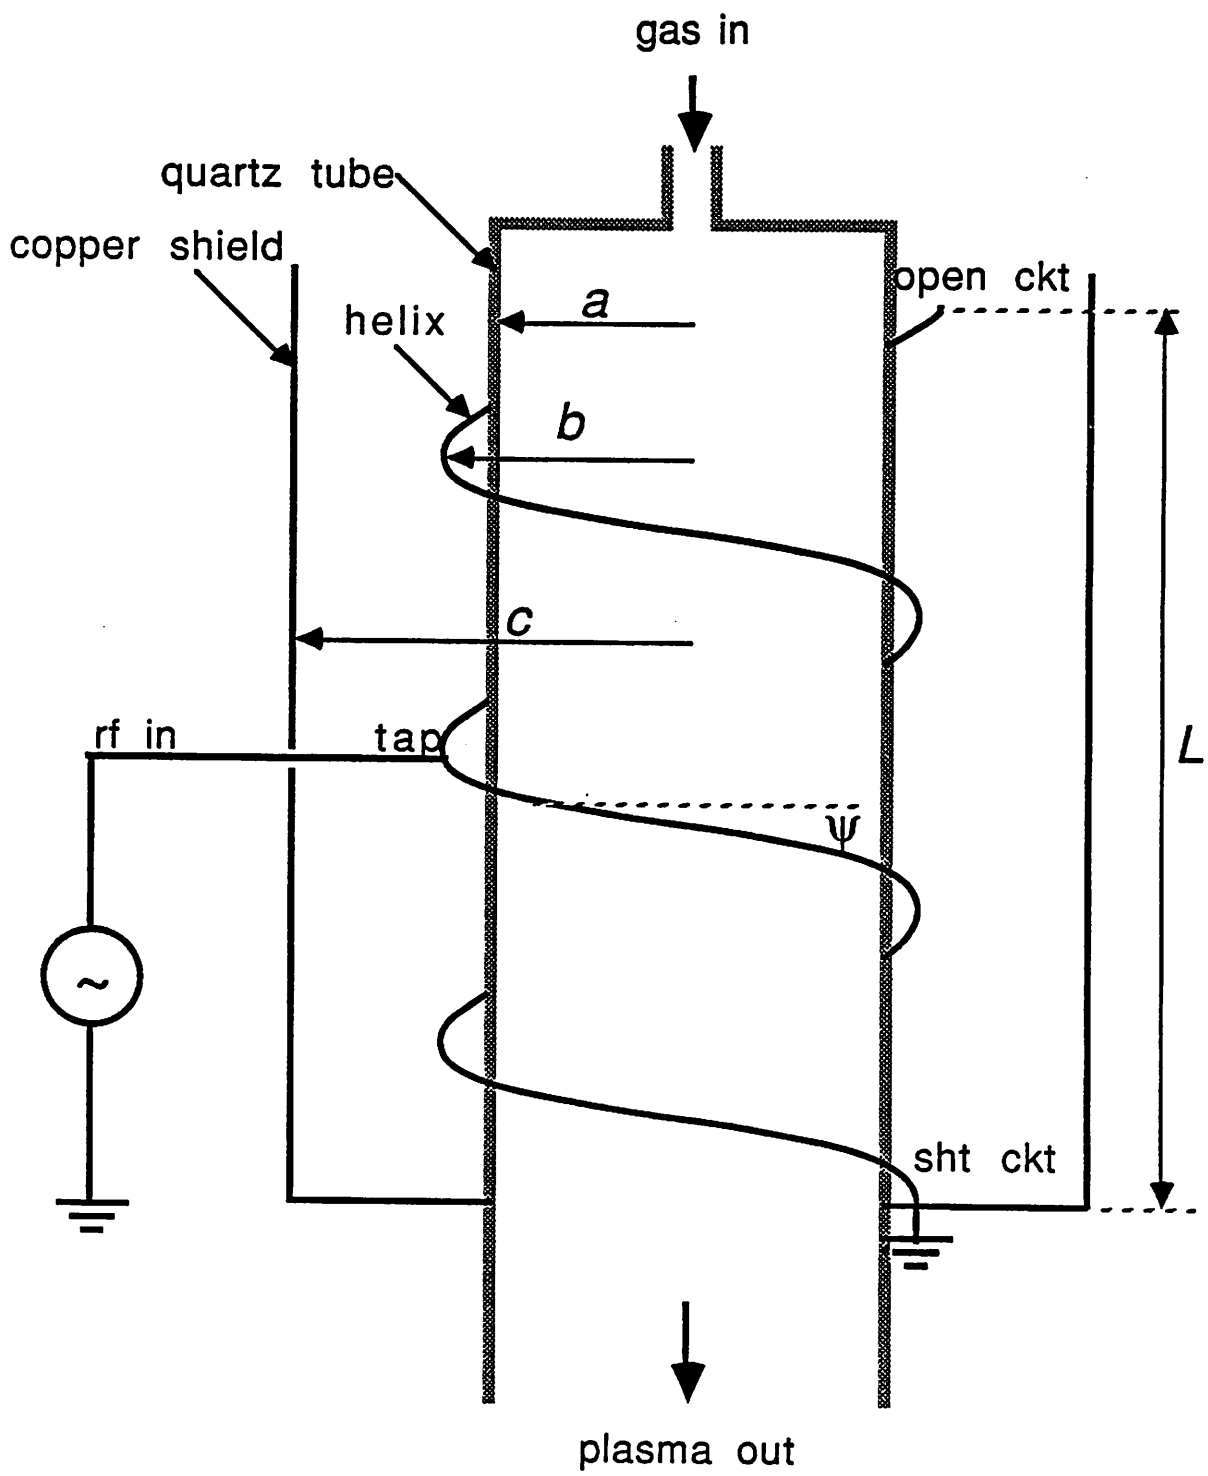 gas in
quartz tube
copper shield
open ckt
a
helix
b
c
rf in
tap
L
ψ
~
sht ckt
plasma out